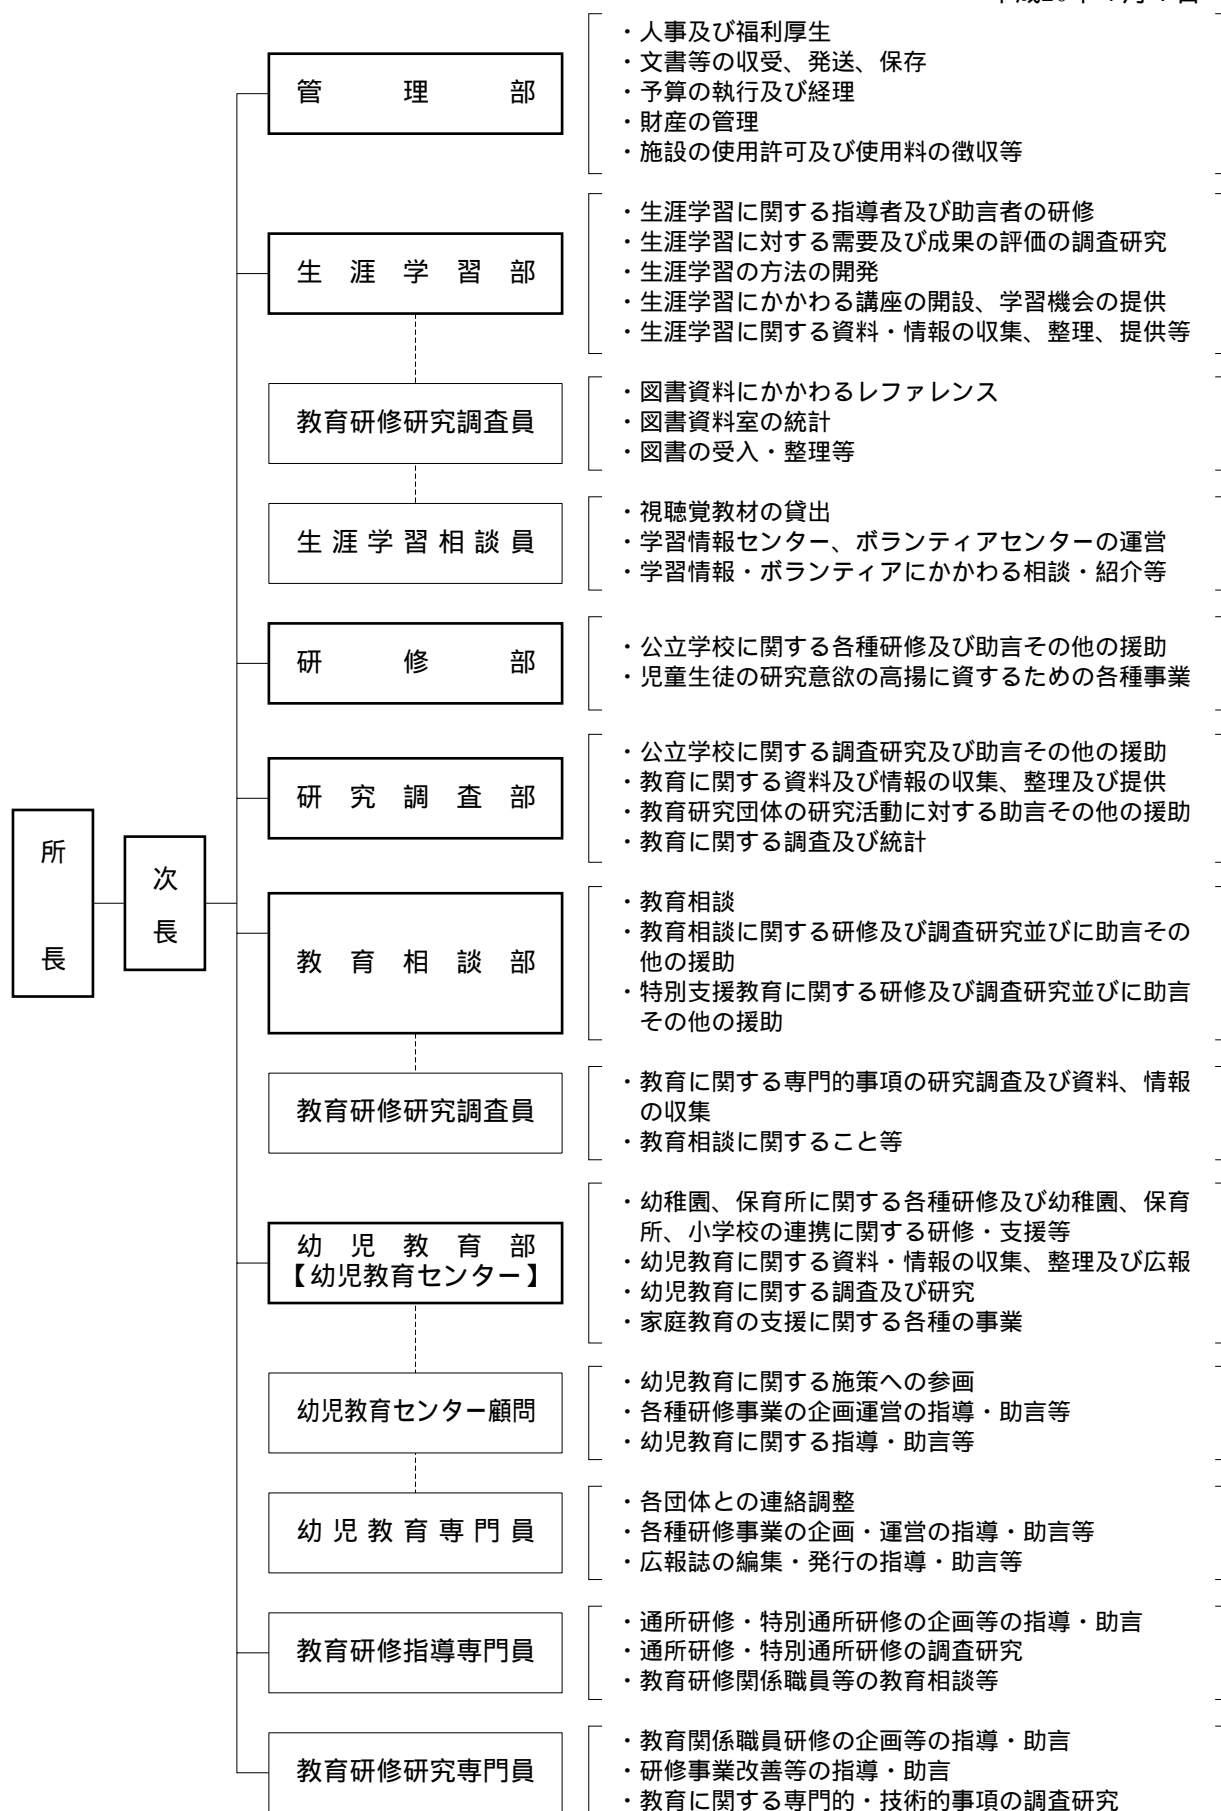 ・人事及び福利厚生
・文書等の収受、発送、保存
管理部
・予算の執行及び経理
・財産の管理
・施設の使用許可及び使用料の徴収等
・生涯学習に関する指導者及び助言者の研修
・生涯学習に対する需要及び成果の評価の調査研究
生涯学習部
・生涯学習の方法の開発
・生涯学習にかかわる講座の開設、学習機会の提供
・生涯学習に関する資料・情報の収集、整理、提供等
・図書資料にかかわるレファレンス
教育研修研究調査員
・図書資料室の統計
・図書の受入・整理等
・視聴覚教材の貸出
生涯学習相談員
・学習情報センター、ボランティアセンターの運営
・学習情報・ボランティアにかかわる相談・紹介等
研修部
・公立学校に関する各種研修及び助言その他の援助
・児童生徒の研究意欲の高揚に資するための各種事業
・公立学校に関する調査研究及び助言その他の援助
研究調査部
・教育に関する資料及び情報の収集、整理及び提供
・教育研究団体の研究活動に対する助言その他の援助
・教育に関する調査及び統計
所長
次長
・教育相談
・教育相談に関する研修及び調査研究並びに助言その
教育相談部
他の援助
・特別支援教育に関する研修及び調査研究並びに助言
その他の援助
・教育に関する専門的事項の研究調査及び資料、情報
教育研修研究調査員
の収集
・教育相談に関すること等
・幼稚園、保育所に関する各種研修及び幼稚園、保育
所、小学校の連携に関する研修・支援等
幼児教育部
【幼児教育センター】
・幼児教育に関する資料・情報の収集、整理及び広報
・幼児教育に関する調査及び研究
・家庭教育の支援に関する各種の事業
・幼児教育に関する施策への参画
幼児教育センター顧問
・各種研修事業の企画運営の指導・助言等
・幼児教育に関する指導・助言等
・各団体との連絡調整
幼児教育専門員
・各種研修事業の企画・運営の指導・助言等
・広報誌の編集・発行の指導・助言等
・通所研修・特別通所研修の企画等の指導・助言
教育研修指導専門員
・通所研修・特別通所研修の調査研究
・教育研修関係職員等の教育相談等
・教育関係職員研修の企画等の指導・助言
教育研修研究専門員
・研修事業改善等の指導・助言
・教育に関する専門的・技術的事項の調査研究